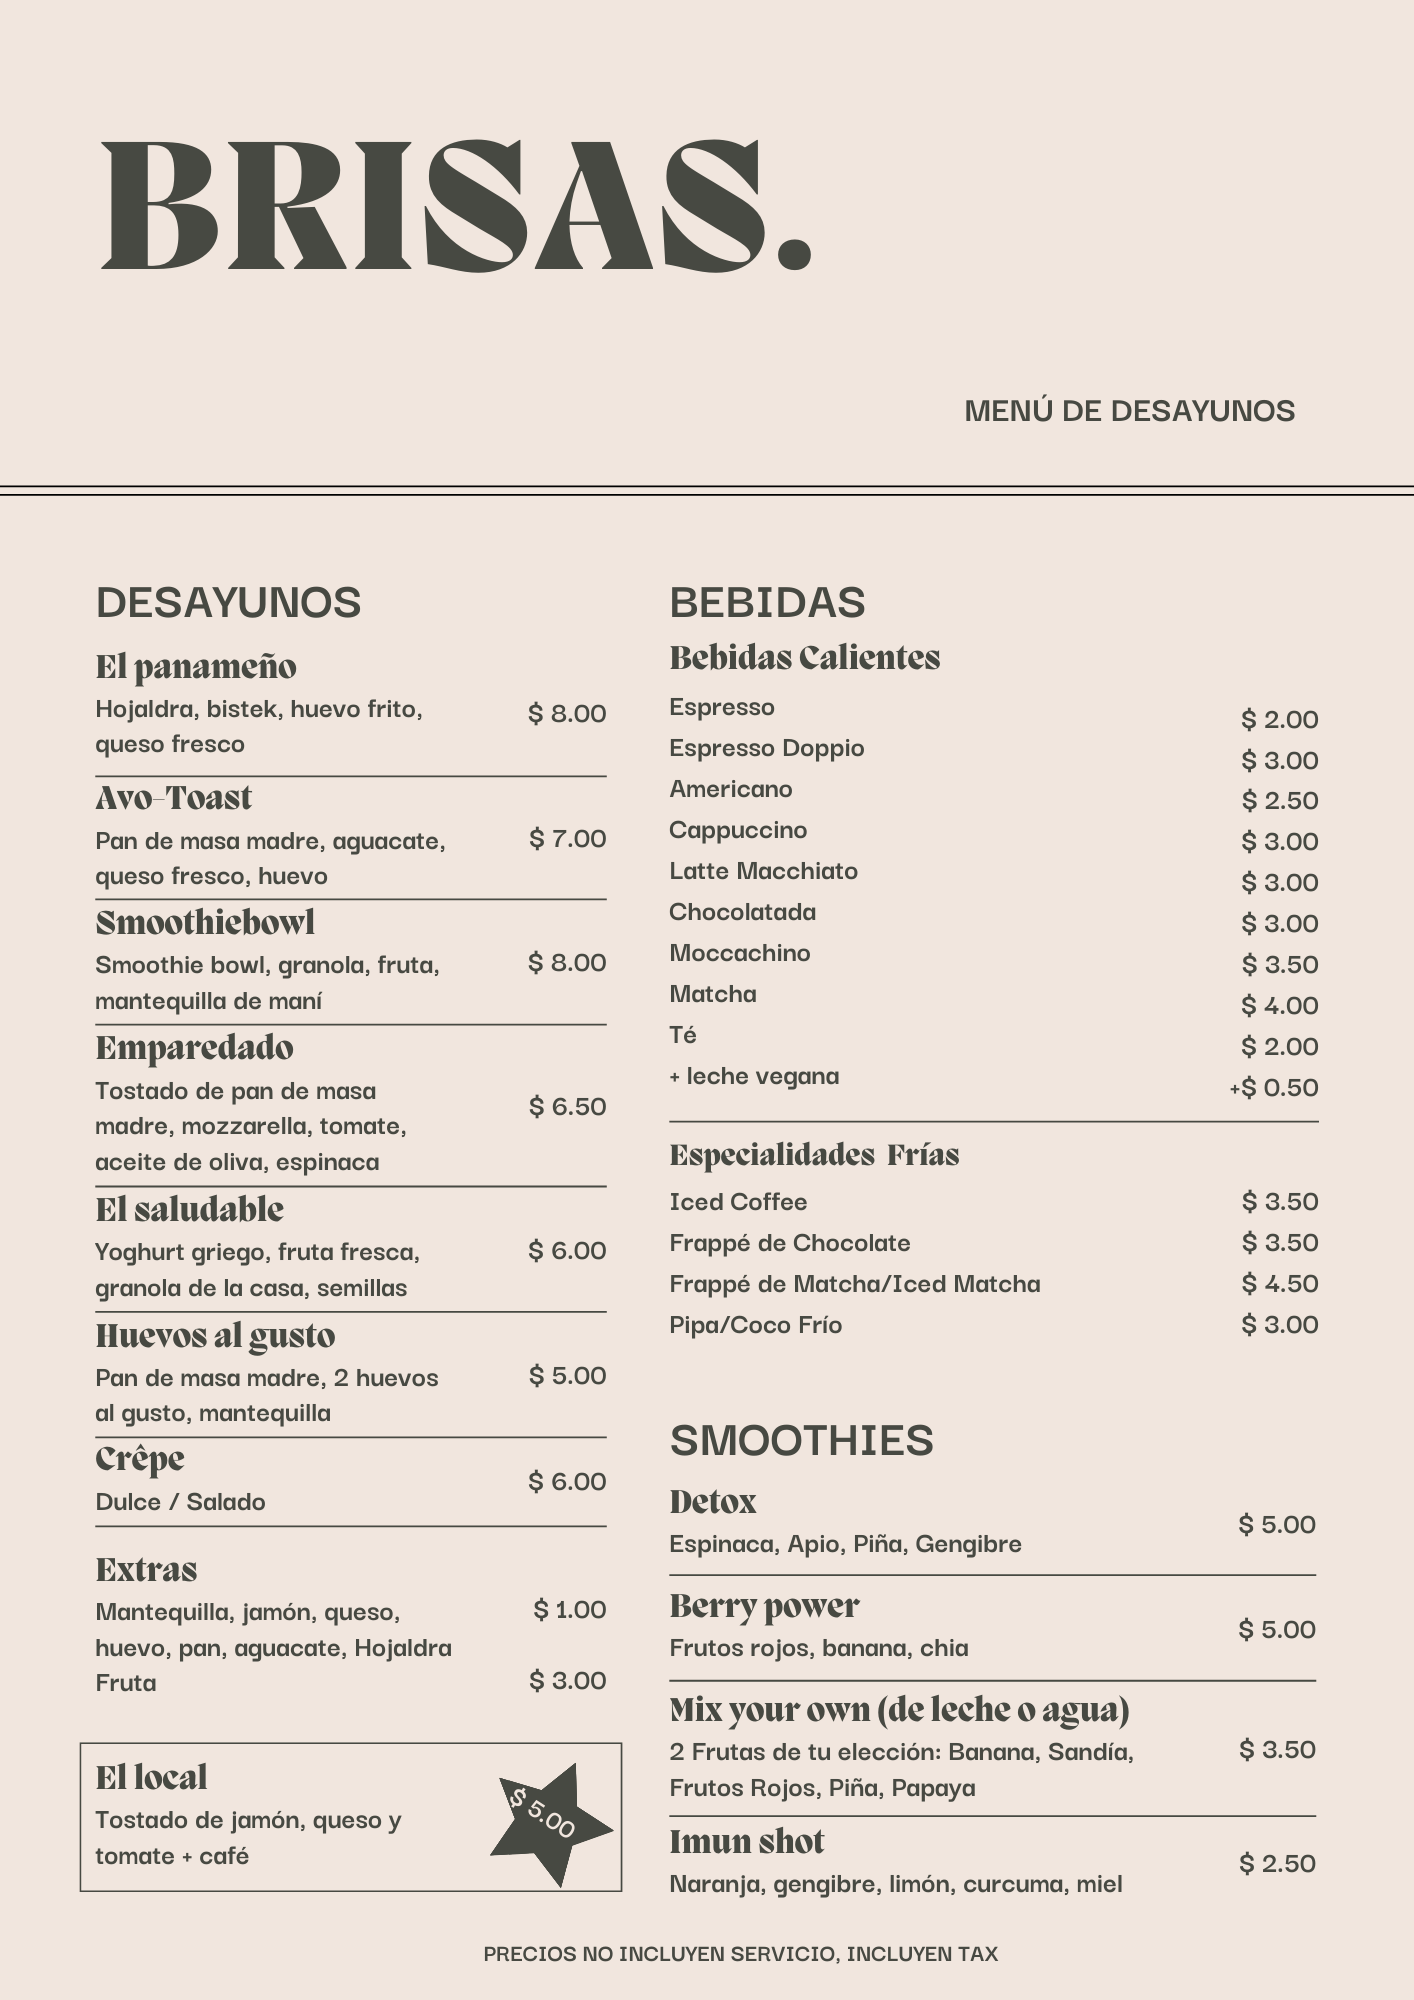 BRISAS.
MENÚ DE DESAYUNOS
DESAYUNOS
El panameño
Hojaldra, bistek, huevo frito, $ 8.00
queso fresco
Avo-Toast
Pan de masa madre, aguacate, $ 7.00
queso fresco, huevo
Smoothiebowl
Smoothie bowl, granola, fruta, $ 8.00
mantequilla de maní
Emparedado
Tostado de pan de masa
madre, mozzarella, tomate, $ 6.50
aceite de oliva, espinaca
El saludable
Yoghurt griego, fruta fresca, $ 6.00
granola de la casa, semillas
Huevos al gusto
Pan de masa madre, 2 huevos $ 5.00
al gusto, mantequilla
Crêpe
Dulce / Salado $ 6.00
Extras
Mantequilla, jamón, queso, $ 1.00
huevo, pan, aguacate, Hojaldra
Fruta $ 3.00
El local
Tostado de jamón, queso y $ 5.00
tomate + café
BEBIDAS
Bebidas Calientes
Espresso $ 2.00
Espresso Doppio $ 3.00
Americano $ 2.50
Cappuccino $ 3.00
Latte Macchiato $ 3.00
Chocolatada $ 3.00
Moccachino $ 3.50
Matcha $ 4.00
Té $ 2.00
+ leche vegana +$ 0.50
Especialidades Frías
Iced Coffee $ 3.50
Frappé de Chocolate $ 3.50
Frappé de Matcha/Iced Matcha $ 4.50
Pipa/Coco Frío $ 3.00
SMOOTHIES
Detox
Espinaca, Apio, Piña, Gengibre $ 5.00
Berry power
Frutos rojos, banana, chia $ 5.00
Mix your own (de leche o agua)
2 Frutas de tu elección: Banana, Sandía, $ 3.50
Frutos Rojos, Piña, Papaya
Imun shot
Naranja, gengibre, limón, curcuma, miel $ 2.50
PRECIOS NO INCLUYEN SERVICIO, INCLUYEN TAX